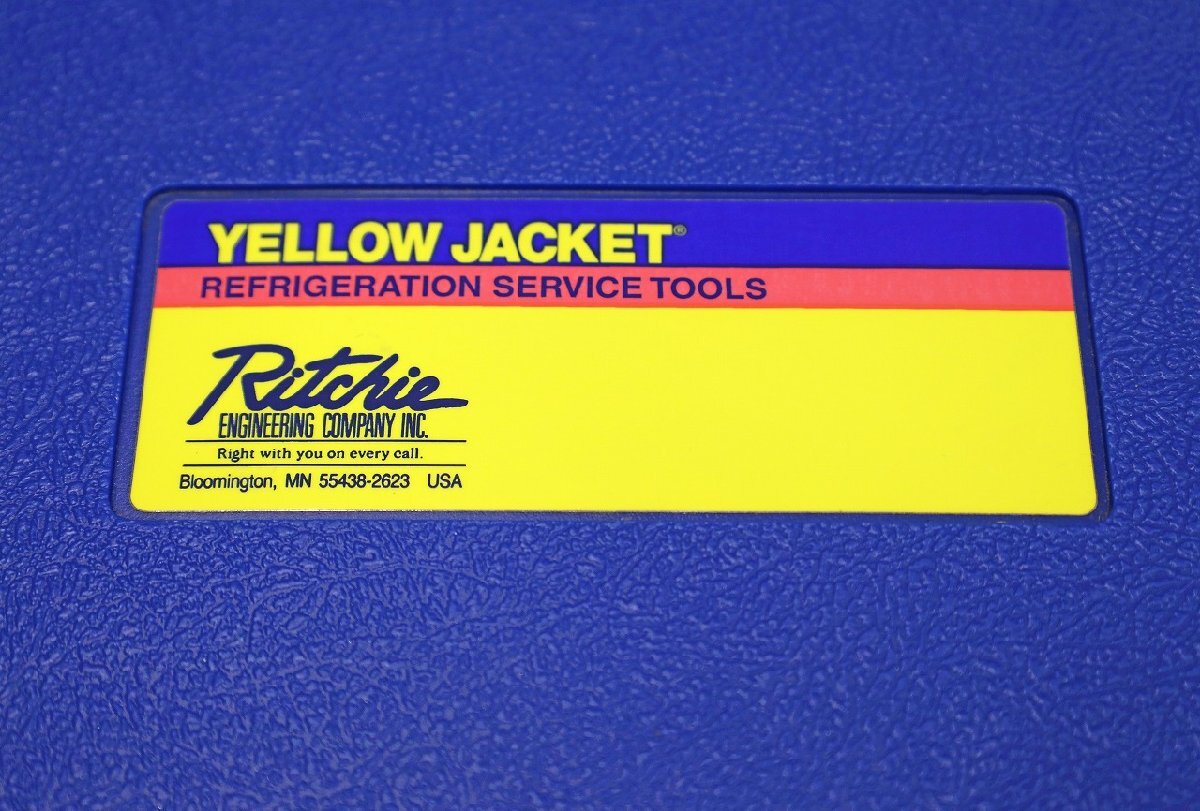 YELLOW JACKET®
REFRIGERATION SERVICE TOOLS
Ritchie
ENGINEERING COMPANY INC.
Right with you on every call.
Bloomington, MN 55438-2623 USA